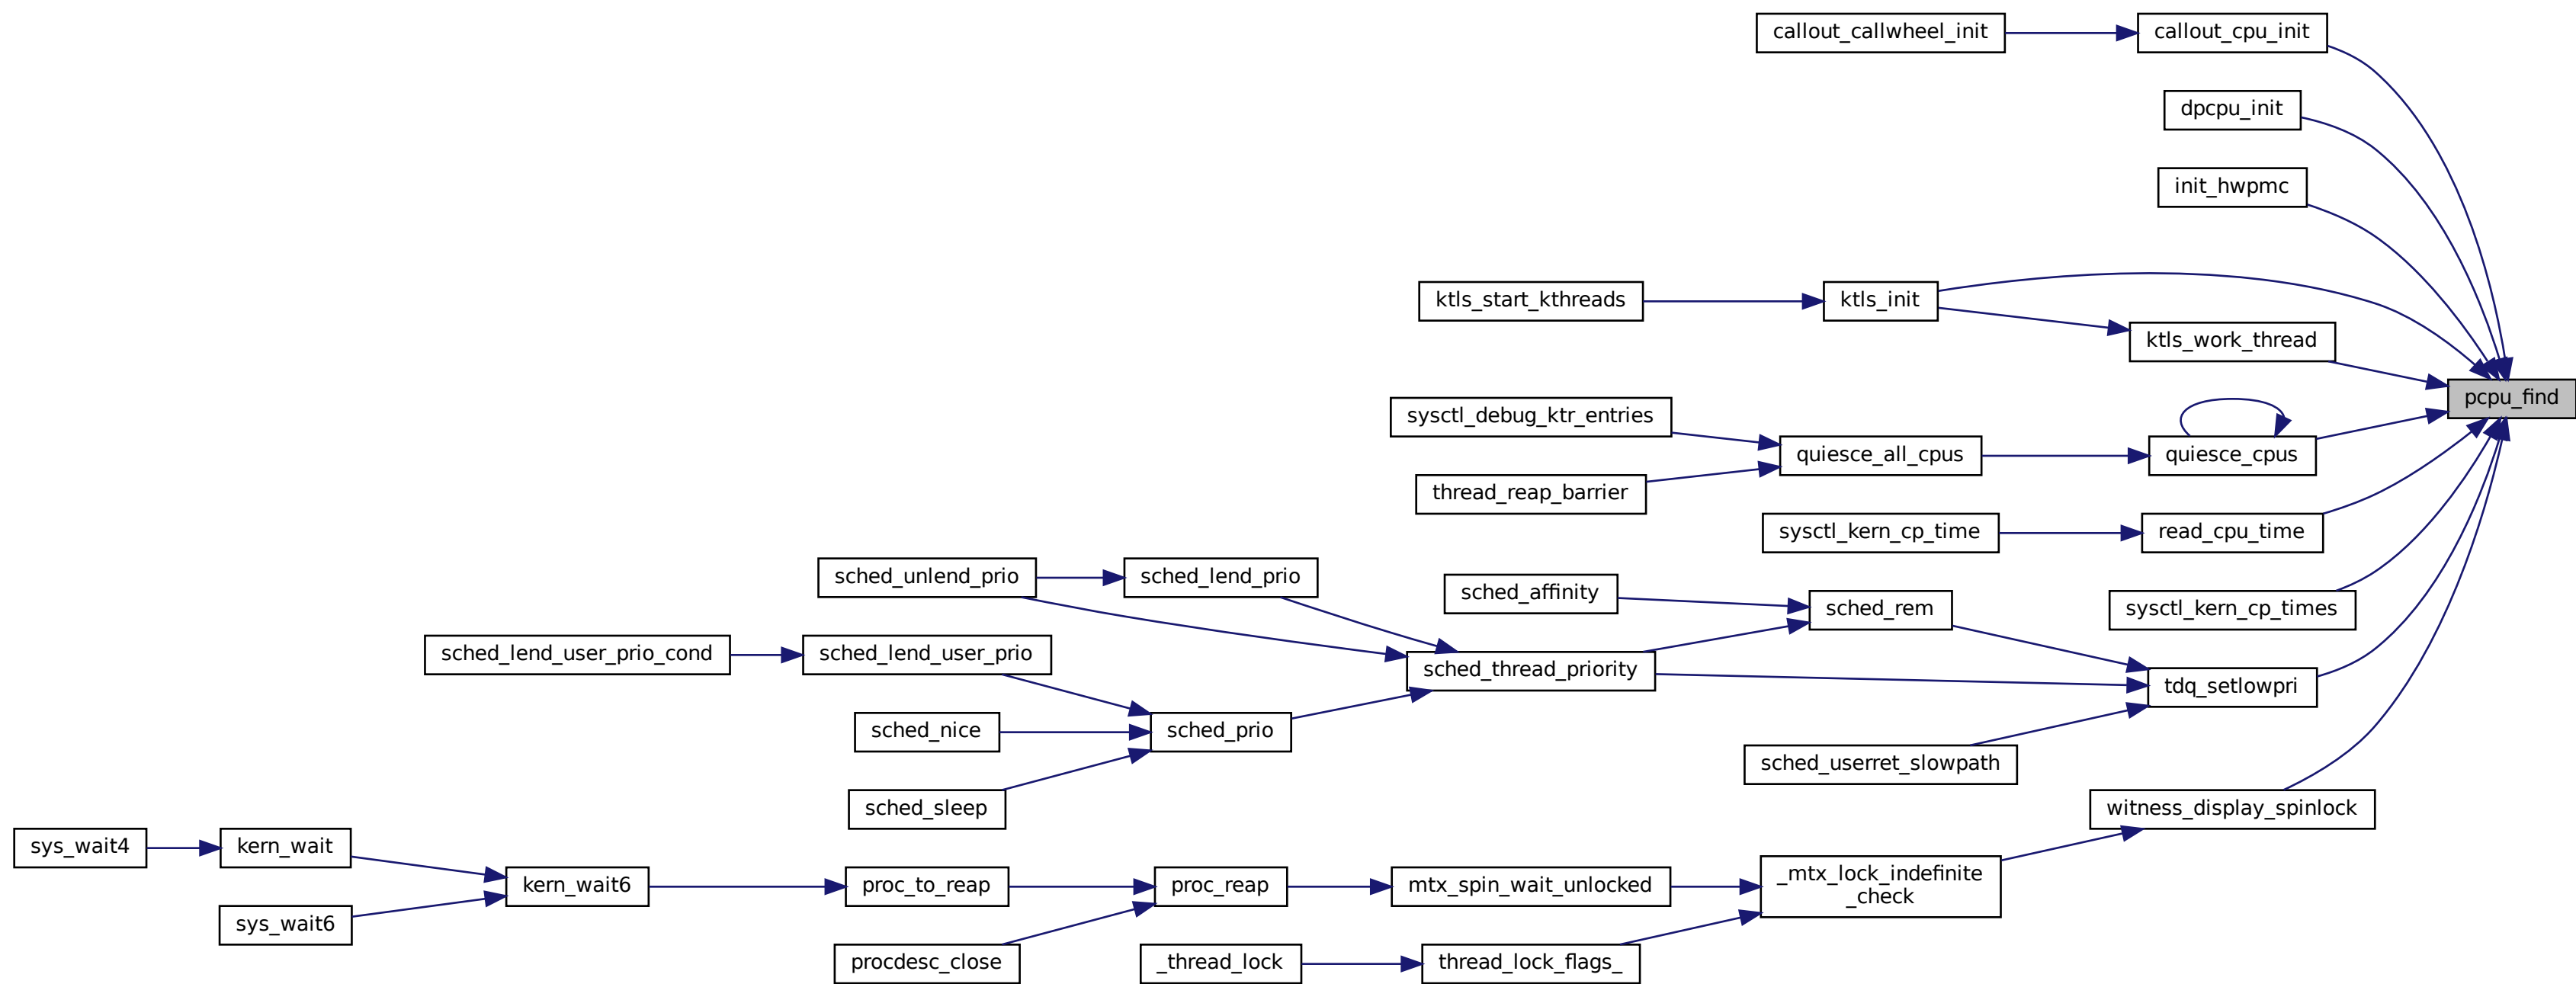 callout_callwheel_init
callout_cpu_init
dpcpu_init
init_hwpmc
ktls_start_kthreads
ktls_init
ktls_work_thread
pcpu_find
sysctl_debug_ktr_entries
quiesce_all_cpus
quiesce_cpus
thread_reap_barrier
sysctl_kern_cp_time
read_cpu_time
sched_unlend_prio
sched_lend_prio
sched_affinity
sched_rem
sysctl_kern_cp_times
sched_lend_user_prio_cond
sched_lend_user_prio
sched_thread_priority
tdq_setlowpri
sched_nice
sched_prio
sched_userret_slowpath
sched_sleep
witness_display_spinlock
sys_wait4
kern_wait
kern_wait6
proc_to_reap
proc_reap
mtx_spin_wait_unlocked
_mtx_lock_indefinite
_check
sys_wait6
procdesc_close
_thread_lock
thread_lock_flags_